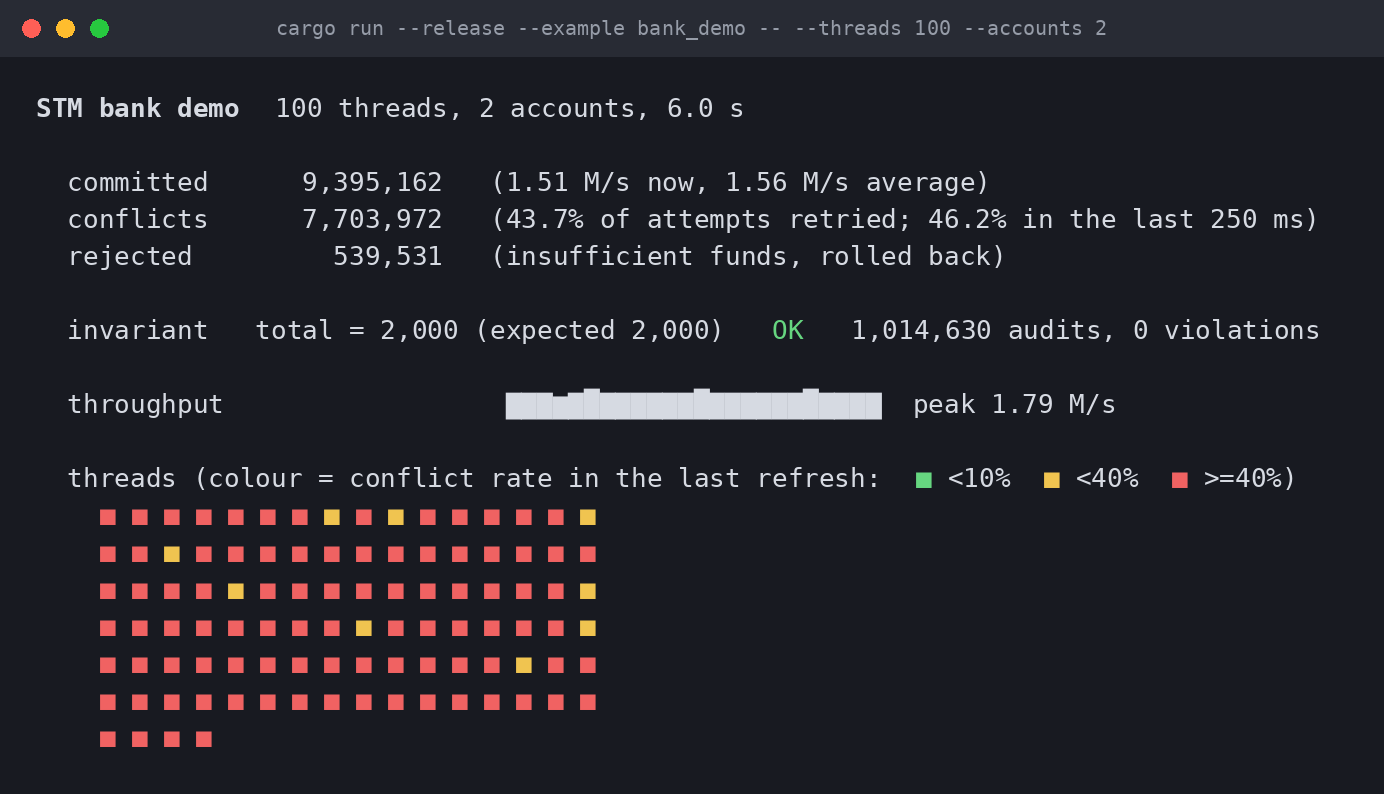 cargo run --release --example bank_demo -- --threads 100 --accounts 2
STM bank demo 100 threads, 2 accounts, 6.0 s
committed 9,395,162 (1.51 M/s now, 1.56 M/s average)
conflicts 7,703,972 (43.7% of attempts retried; 46.2% in the last 250 ms)
rejected 539,531 (insufficient funds, rolled back)
invariant total = 2,000 (expected 2,000) OK 1,014,630 audits, 0 violations
throughput peak 1.79 M/s
threads (colour = conflict rate in the last refresh: ■ <10% ■ <40% ■ >=40%)